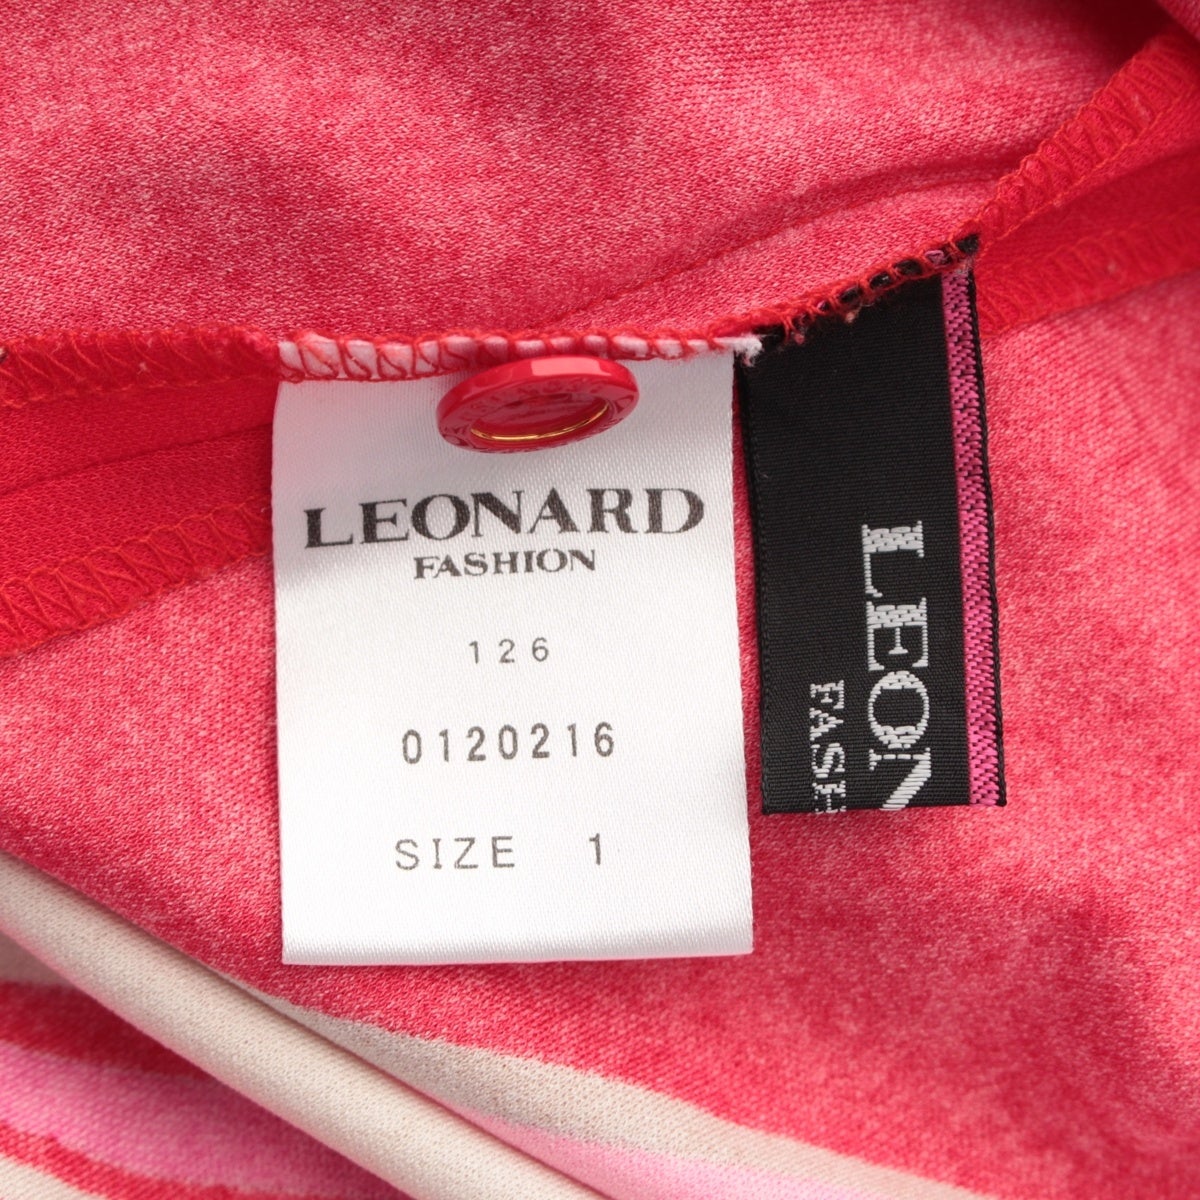 LEONARD
FASHION
126
0120216
SIZE 1
LEON
FASH